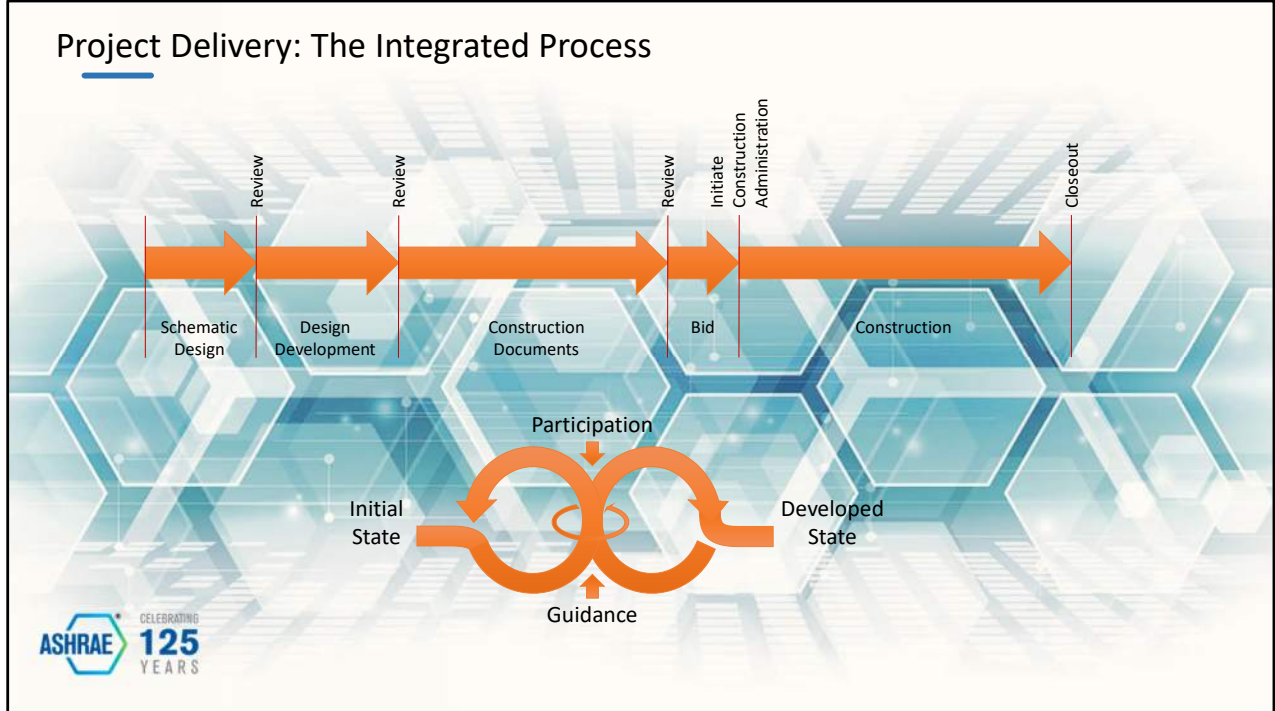 Project Delivery: The Integrated Process
Review
Review
Review
Initiate
Construction
Administration
Closeout
Schematic
Design
Design
Development
Construction
Documents
Bid
Construction
Participation
Initial
State
Developed
State
Guidance
ASHRAE
CELEBRATING
125
YEARS